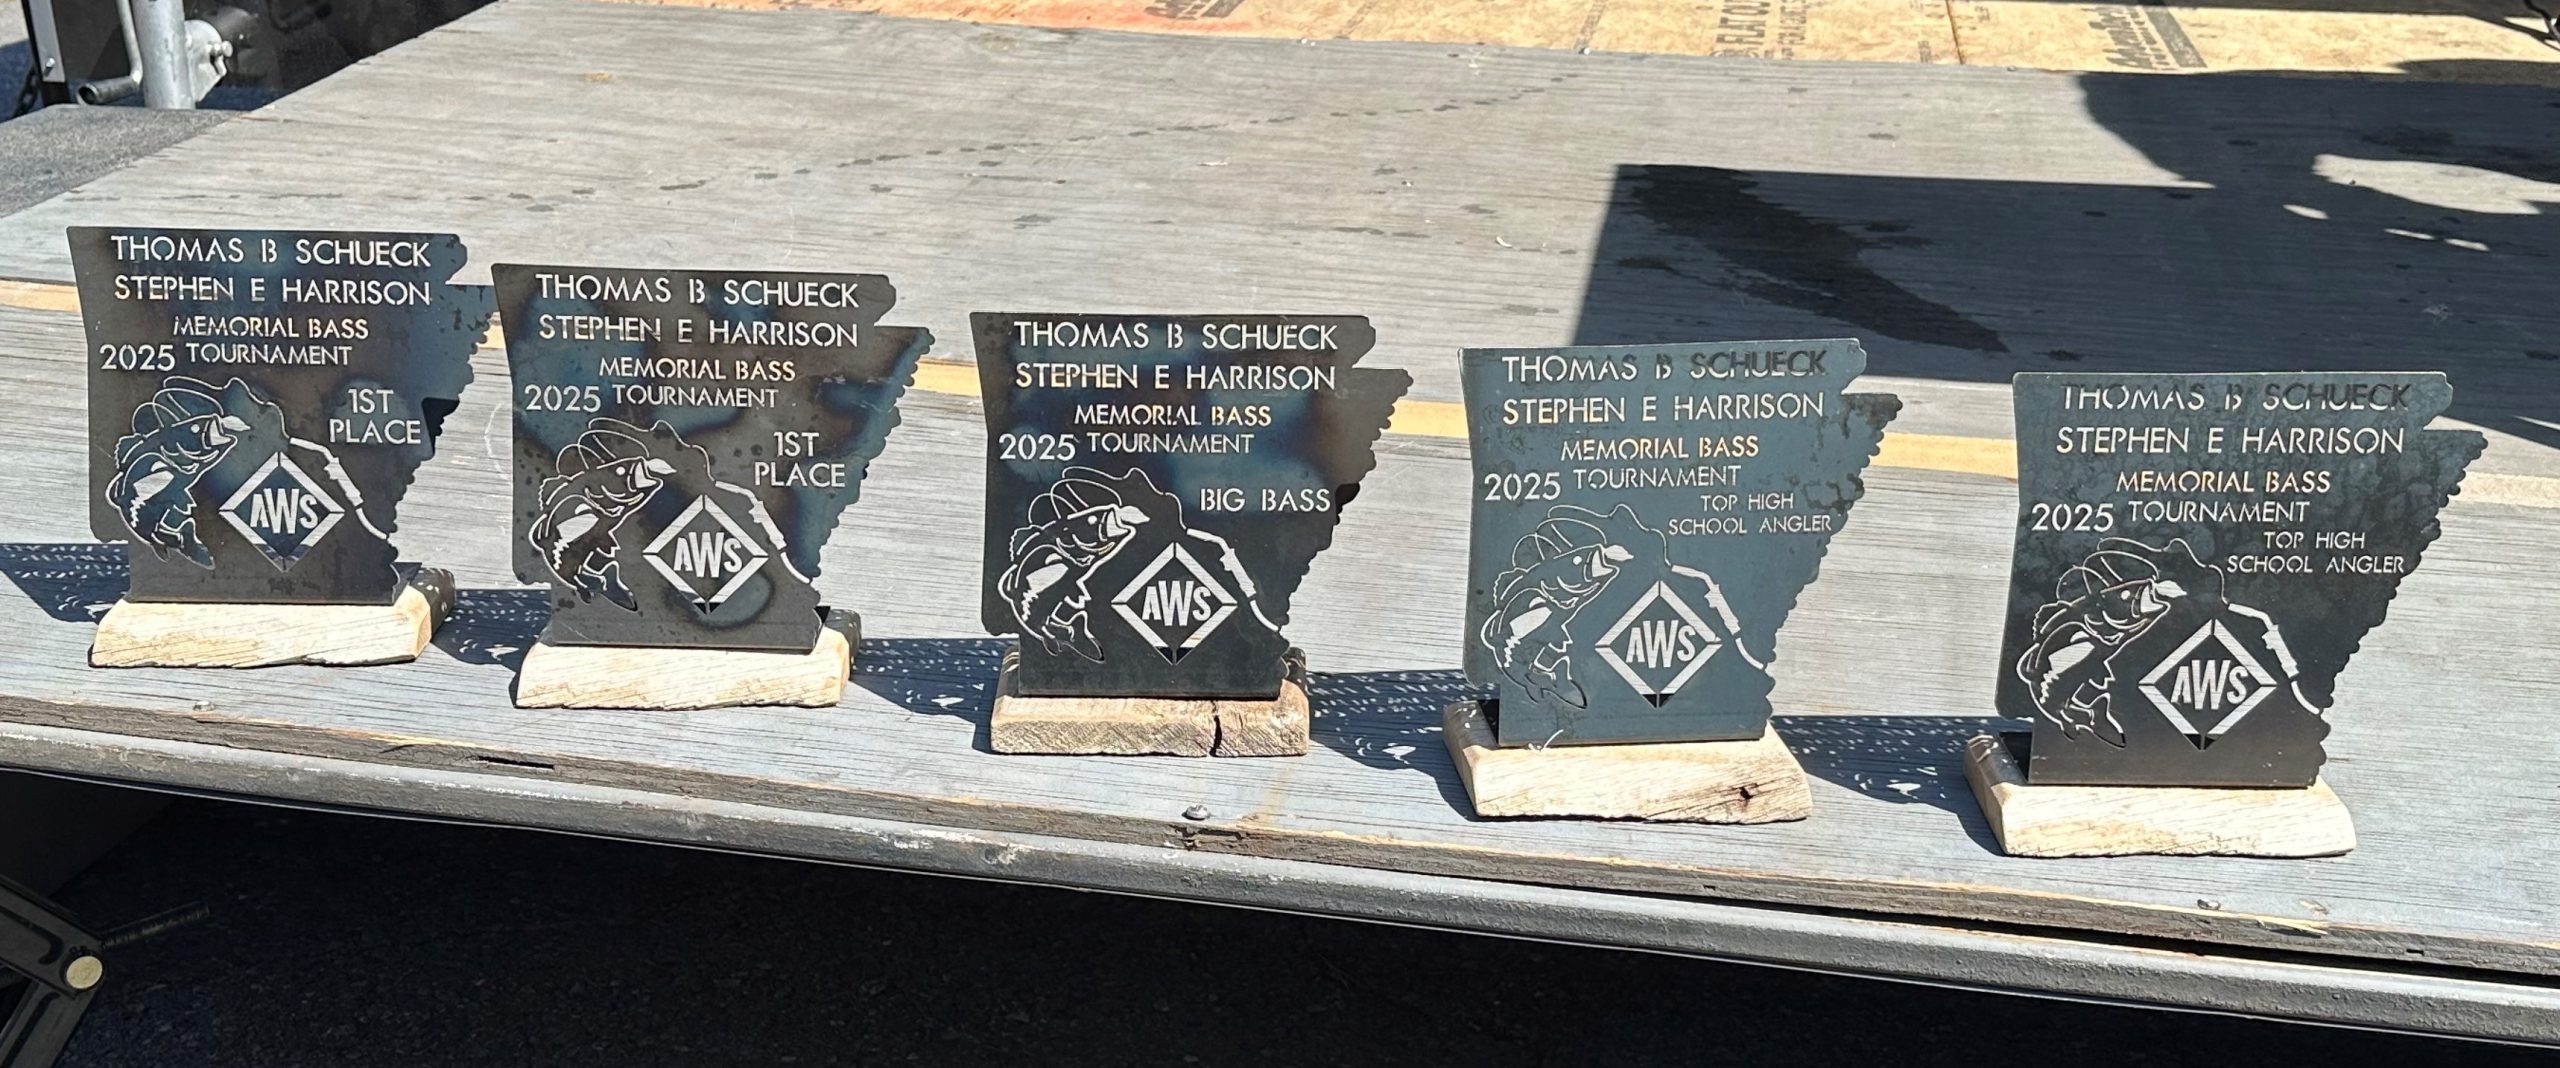 THOMAS B SCHUECK
STEPHEN E HARRISON
MEMORIAL BASS
2025 TOURNAMENT
1ST
PLACE
AWS
THOMAS B SCHUECK
STEPHEN E HARRISON
MEMORIAL BASS
2025 TOURNAMENT
1ST
PLACE
AWS
THOMAS B SCHUECK
STEPHEN E HARRISON
MEMORIAL BASS
2025 TOURNAMENT
BIG BASS
AWS
THOMAS B SCHUECK
STEPHEN E HARRISON
MEMORIAL BASS
2025 TOURNAMENT
TOP HIGH
SCHOOL ANGLER
AWS
THOMAS B SCHUECK
STEPHEN E HARRISON
MEMORIAL BASS
2025 TOURNAMENT
TOP HIGH
SCHOOL ANGLER
AWS